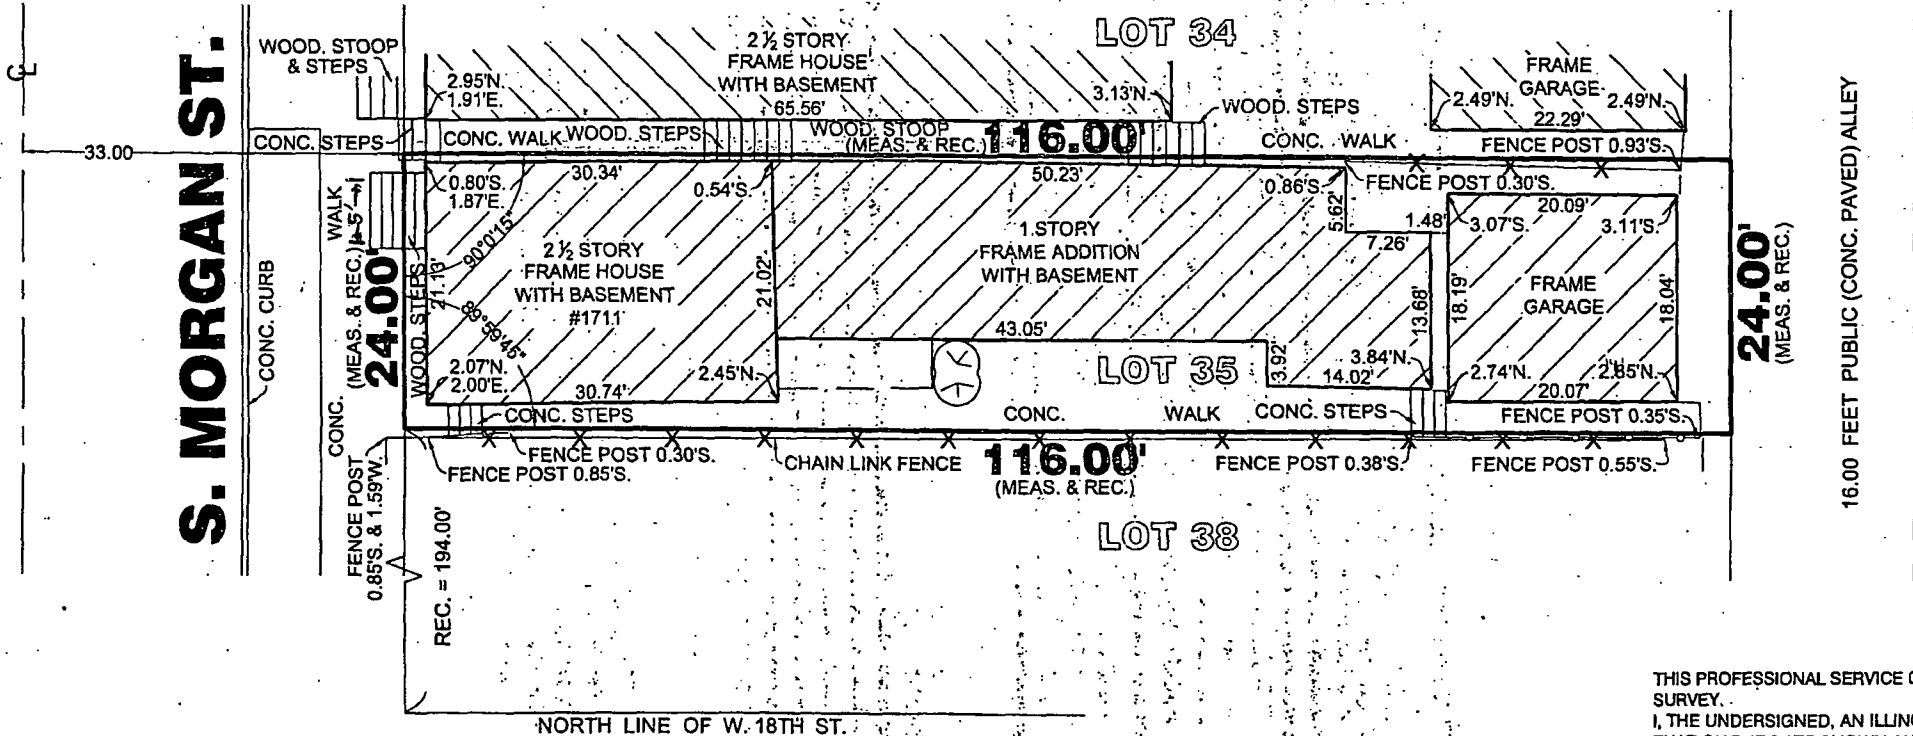 LOT 34
WOOD. STOOP
& STEPS
2½ STORY
FRAME HOUSE
WITH BASEMENT
65.56'
2.95'N.
1.91'E.
3.13'N.
WOOD. STEPS
FRAME
GARAGE
2.49'N.
2.49'N.
22.29'
S. MORGAN ST.
33.00
CONC. STEPS
CONC. WALK
WOOD. STEPS
WOOD. STOOP
(MEAS. & REC.)
116.00'
CONC. WALK
FENCE POST 0.93'S.
FENCE POST 0.30'S.
0.80'S.
1.87'E.
30.34'
0.54'S.
50.23'
0.86'S.
5.62'
1.48'
7.26'
3.07'S.
20.09'
3.11'S.
WALK
5'
24.00'
(MEAS. & REC.)
WOOD. STEPS
21.13'
90°0'15"
89°59'45"
2½ STORY
FRAME HOUSE
WITH BASEMENT
#1711
21.02'
1 STORY
FRAME ADDITION
WITH BASEMENT
43.05'
3.92'
14.02'
13.68'
3.84'N.
FRAME
GARAGE
18.19'
18.04'
2.74'N.
2.85'N.
20.07'
24.00'
(MEAS. & REC.)
16.00 FEET PUBLIC (CONC. PAVED) ALLEY
CONC. CURB
CONC.
2.07'N.
2.00'E.
30.74'
2.45'N.
LOT 35
CONC. STEPS
CONC. WALK
CONC. STEPS
FENCE POST 0.35'S.
FENCE POST 0.30'S.
FENCE POST 0.85'S.
CHAIN LINK FENCE
116.00'
(MEAS. & REC.)
FENCE POST 0.38'S.
FENCE POST 0.55'S.
FENCE POST
0.85'S. & 1.59'W.
REC. = 194.00'
LOT 38
NORTH LINE OF W. 18TH ST.
THIS PROFESSIONAL SERVICE
SURVEY.
I, THE UNDERSIGNED, AN